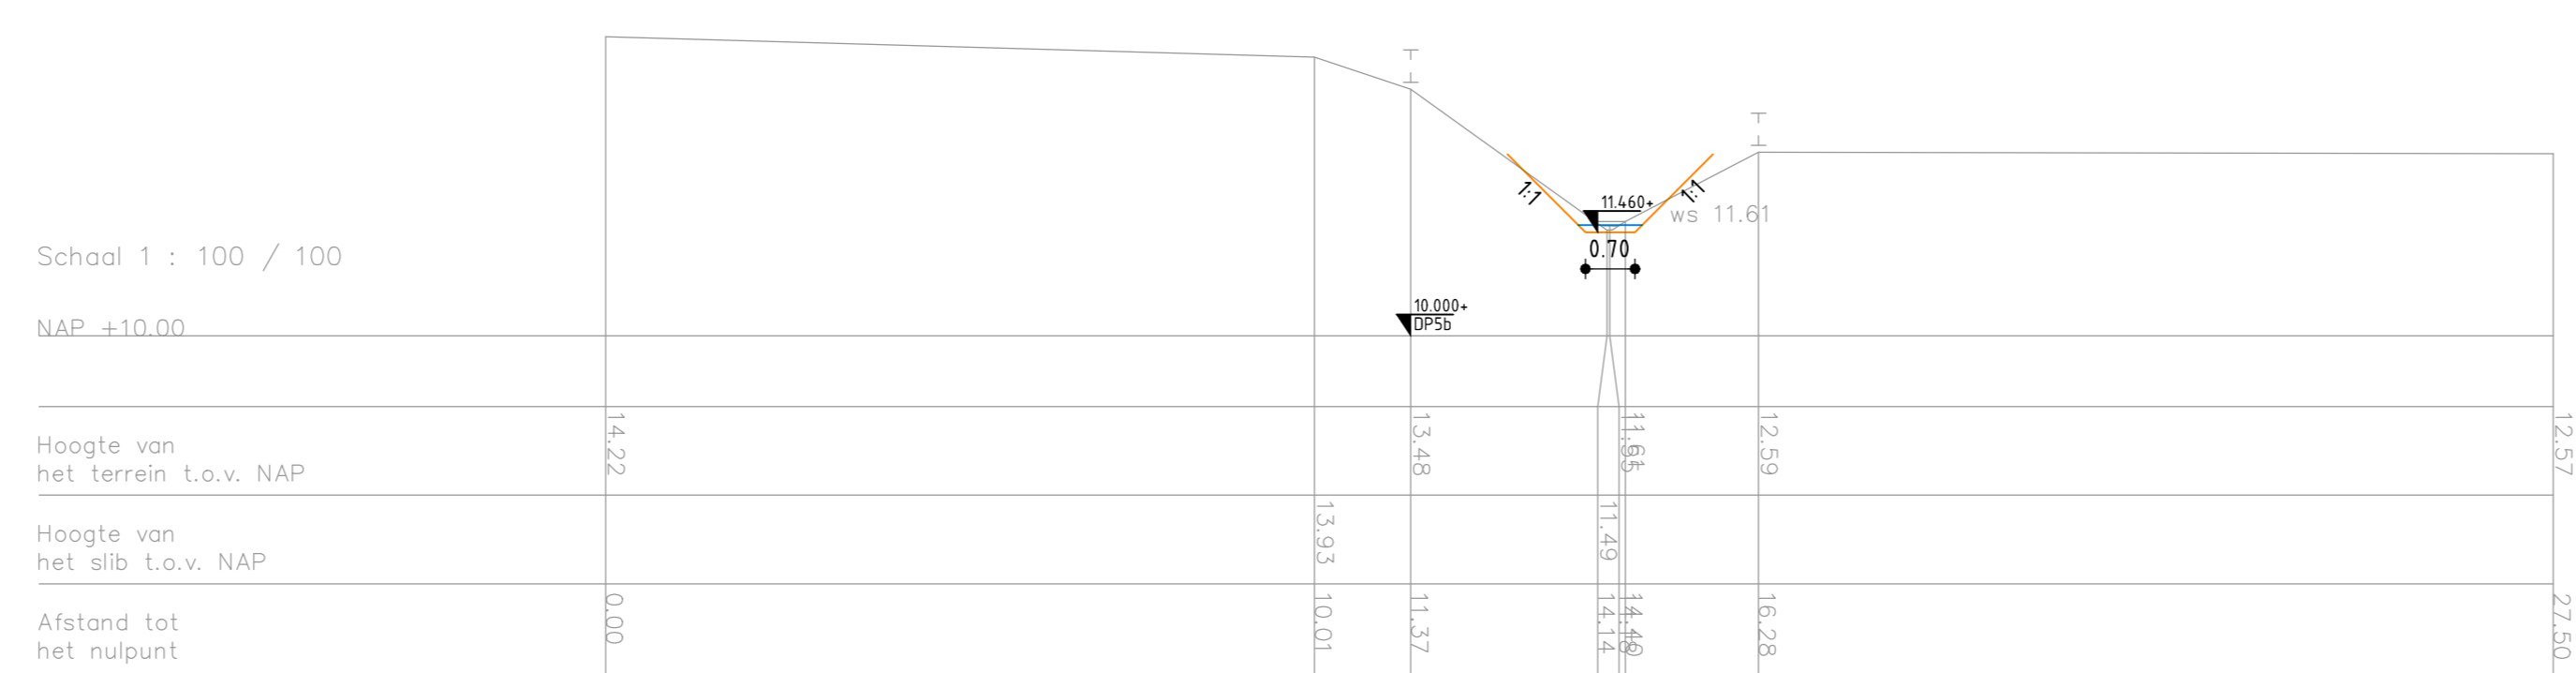 1:1
11.460+
1:1
ws 11.61
0.70
Schaal 1 : 100 / 100
10.000+
DP5b
NAP +10.00
Hoogte van
het terrein t.o.v. NAP
14.22
13.48
11.61
12.59
12.57
Hoogte van
het slib t.o.v. NAP
13.93
11.49
Afstand tot
het nulpunt
0.00
10.01
11.37
14.14
16.28
27.50